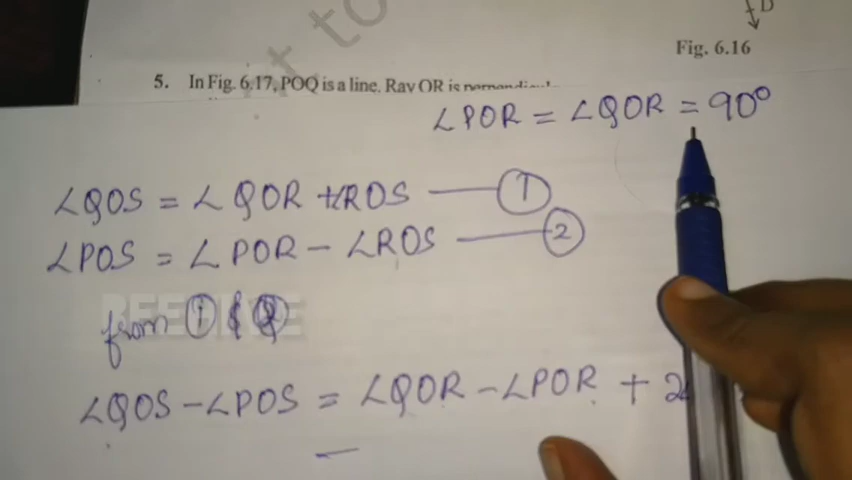 D
Fig. 6.16
5. In Fig. 6.17, POQ is a line. Ray OR is perpendicul
∠POR = ∠QOR = 90°
∠QOS = ∠QOR + ∠ROS — ①
∠POS = ∠POR - ∠ROS — ②
from ① & ②
∠QOS - ∠POS = ∠QOR - ∠POR + 2